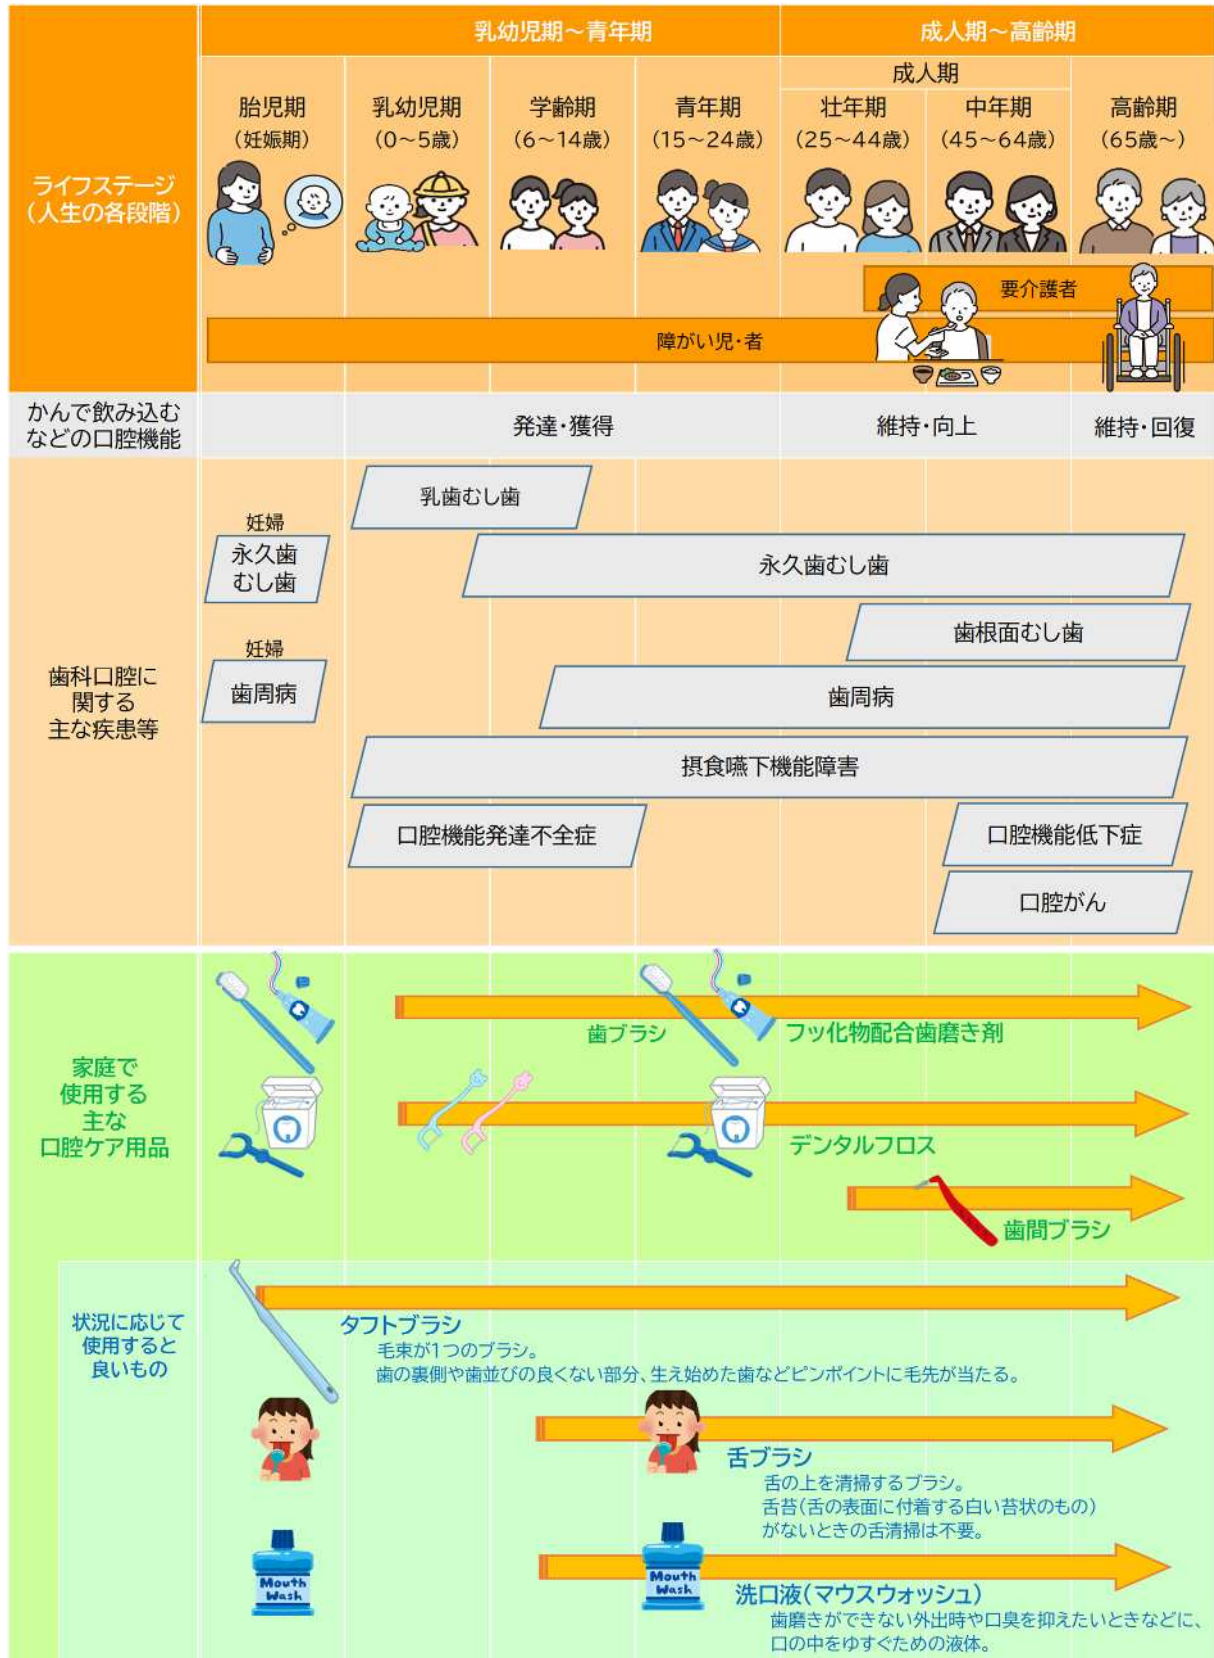 乳幼児期～青年期
成人期～高齢期
成人期
胎児期
(妊娠期)
乳幼児期
(0～5歳)
学齢期
(6～14歳)
青年期
(15～24歳)
壮年期
(25～44歳)
中年期
(45～64歳)
高齢期
(65歳～)
ライフステージ
(人生の各段階)
要介護者
障がい児・者
かんで飲み込む
などの口腔機能
発達・獲得
維持・向上
維持・回復
歯科口腔に
関する
主な疾患等
乳歯むし歯
妊婦
永久歯
むし歯
永久歯むし歯
歯根面むし歯
妊婦
歯周病
歯周病
摂食嚥下機能障害
口腔機能発達不全症
口腔機能低下症
口腔がん
家庭で
使用する
主な
口腔ケア用品
歯ブラシ
フッ化物配合歯磨き剤
デンタルフロス
歯間ブラシ
状況に応じて
使用すると
良いもの
タフトブラシ
毛束が1つのブラシ。
歯の裏側や歯並びの良くない部分、生え始めた歯などピンポイントに毛先が当たる。
舌ブラシ
舌の上を清掃するブラシ。
舌苔(舌の表面に付着する白い苔状のもの)
がないときの舌清掃は不要。
Mouth
Wash
Mouth
Wash
洗口液(マウスウォッシュ)
歯磨きができない外出時や口臭を抑えたいときなどに、
口の中をゆすぐための液体。